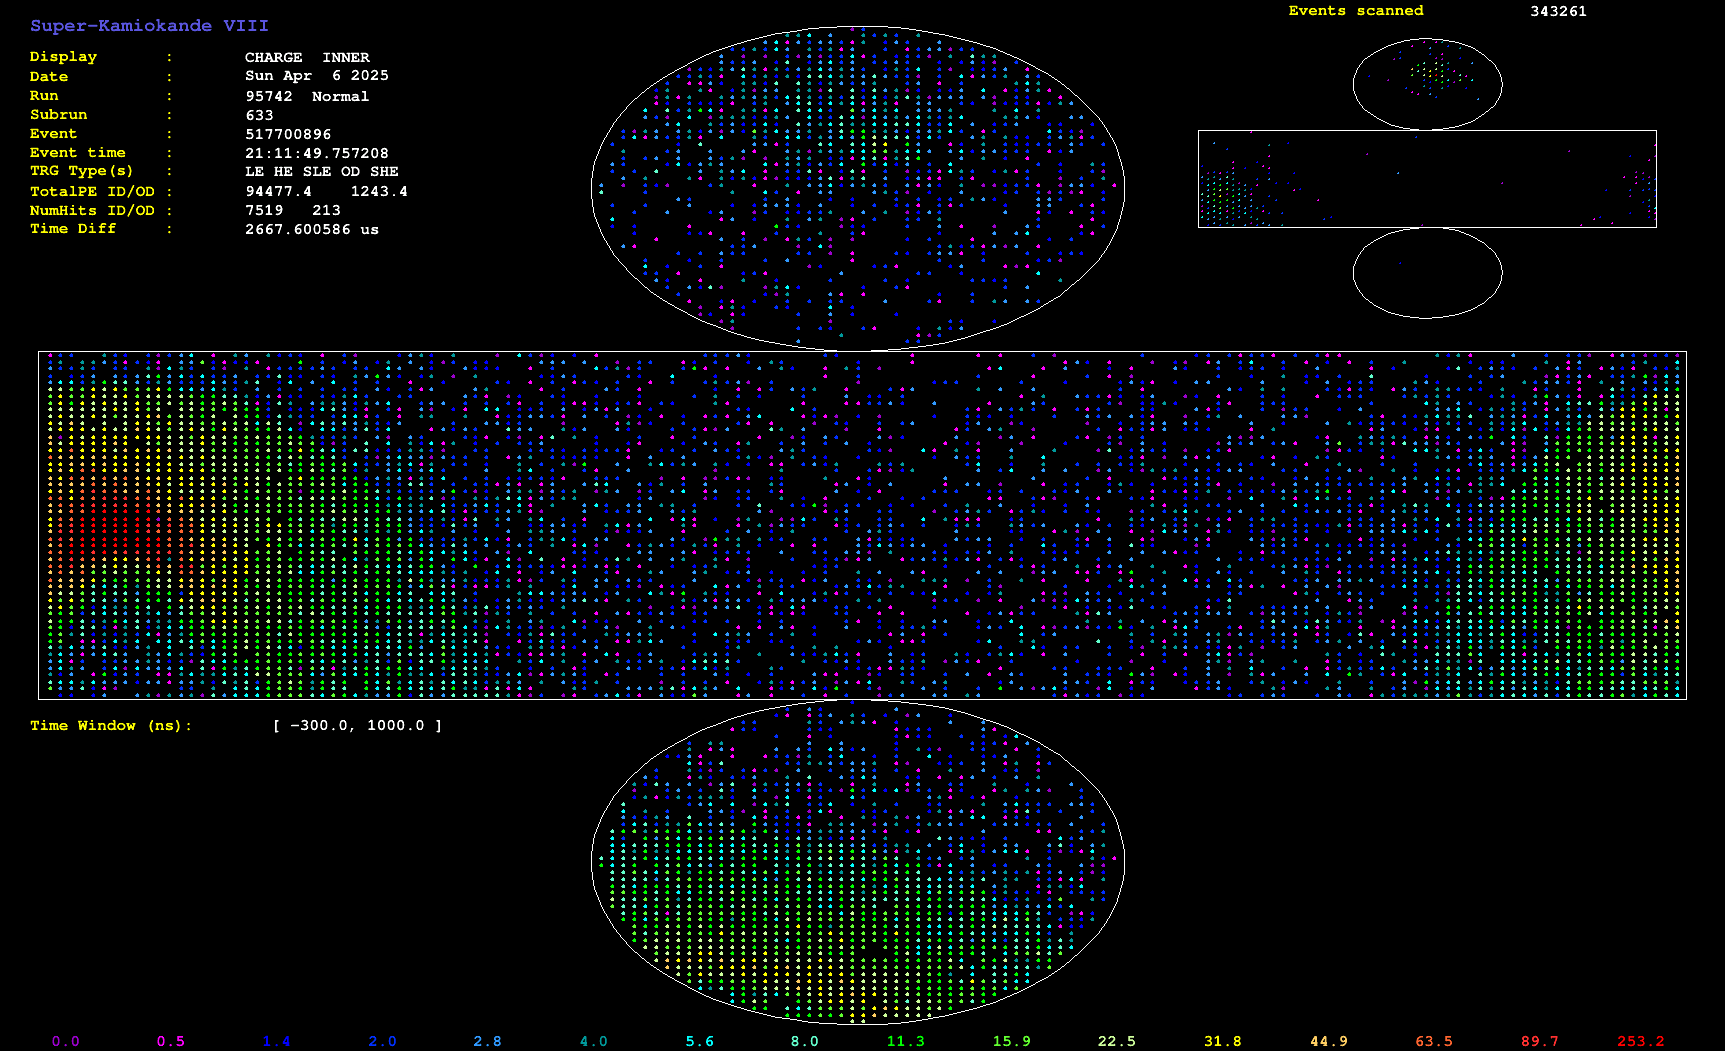 Super-Kamiokande VIII
Events scanned 343261
Display : CHARGE INNER
Date : Sun Apr 6 2025
Run : 95742 Normal
Subrun : 633
Event : 517700896
Event time : 21:11:49.757208
TRG Type(s) : LE HE SLE OD SHE
TotalPE ID/OD : 94477.4 1243.4
NumHits ID/OD : 7519 213
Time Diff : 2667.600586 us
Time Window (ns): [ -300.0, 1000.0 ]
0.0 0.5 1.4 2.0 2.8 4.0 5.6 8.0 11.3 15.9 22.5 31.8 44.9 63.5 89.7 253.2